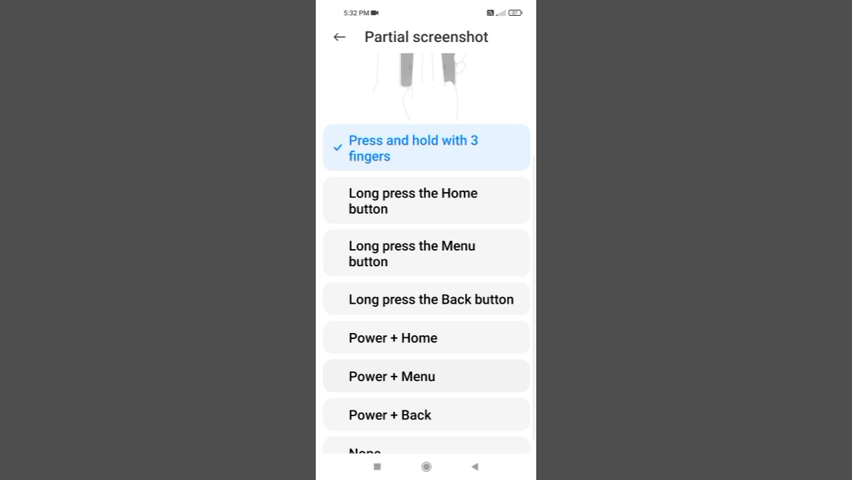 5:32 PM
Partial screenshot
Press and hold with 3
fingers
Long press the Home
button
Long press the Menu
button
Long press the Back button
Power + Home
Power + Menu
Power + Back
None